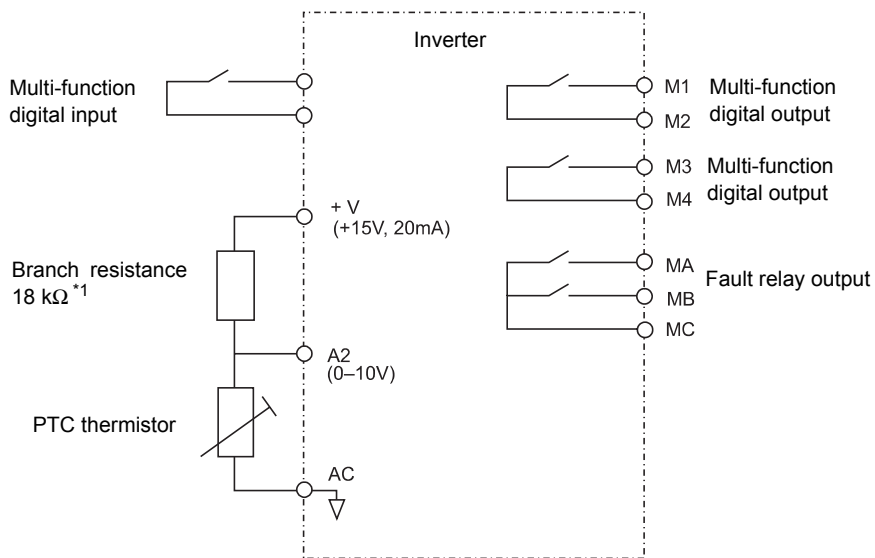 Inverter
Multi-function
digital input
+ V
(+15V, 20mA)
Branch resistance
18 kΩ *1
A2
(0–10V)
PTC thermistor
AC
M1
M2
Multi-function
digital output
M3
M4
Multi-function
digital output
MA
MB
MC
Fault relay output